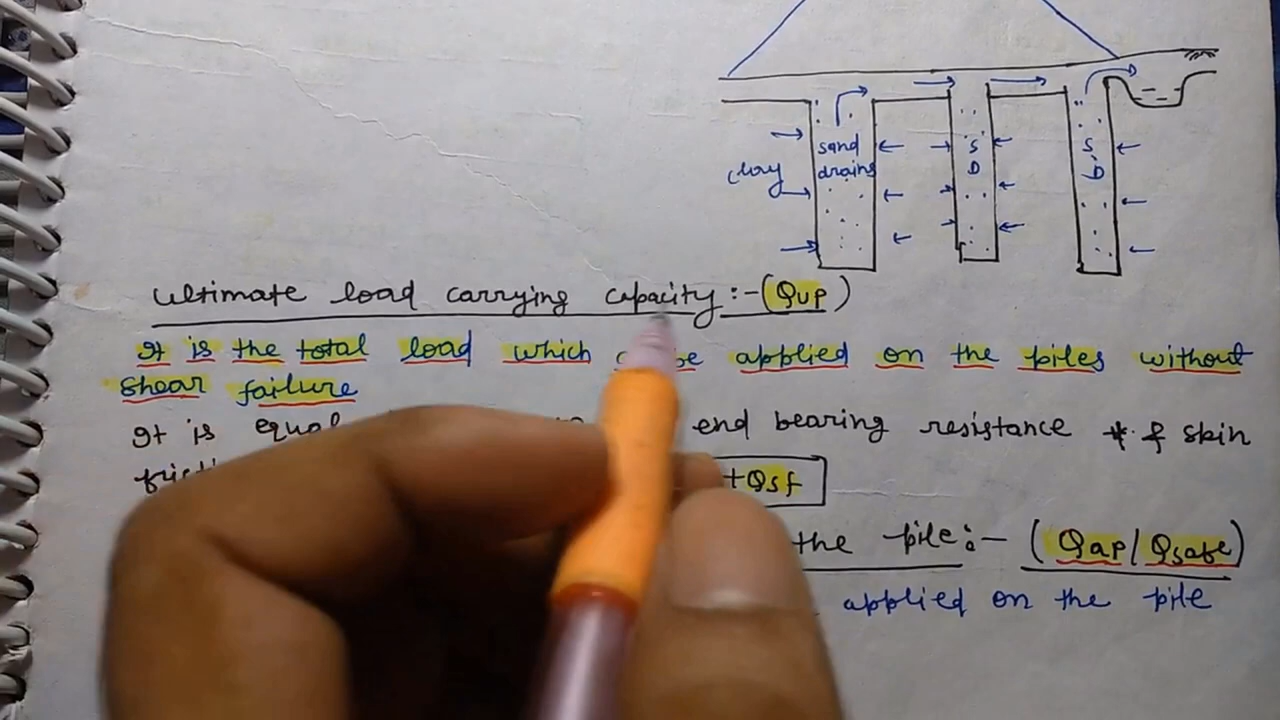 clay
sand
drains
S
D
S
D
Ultimate load carrying capacity :- (Qup)
It is the total load which be applied on the piles without
shear failure
It is equal end bearing resistance & skin
+Qsf
the pile :- (Qap/Qsafe)
applied on the pile